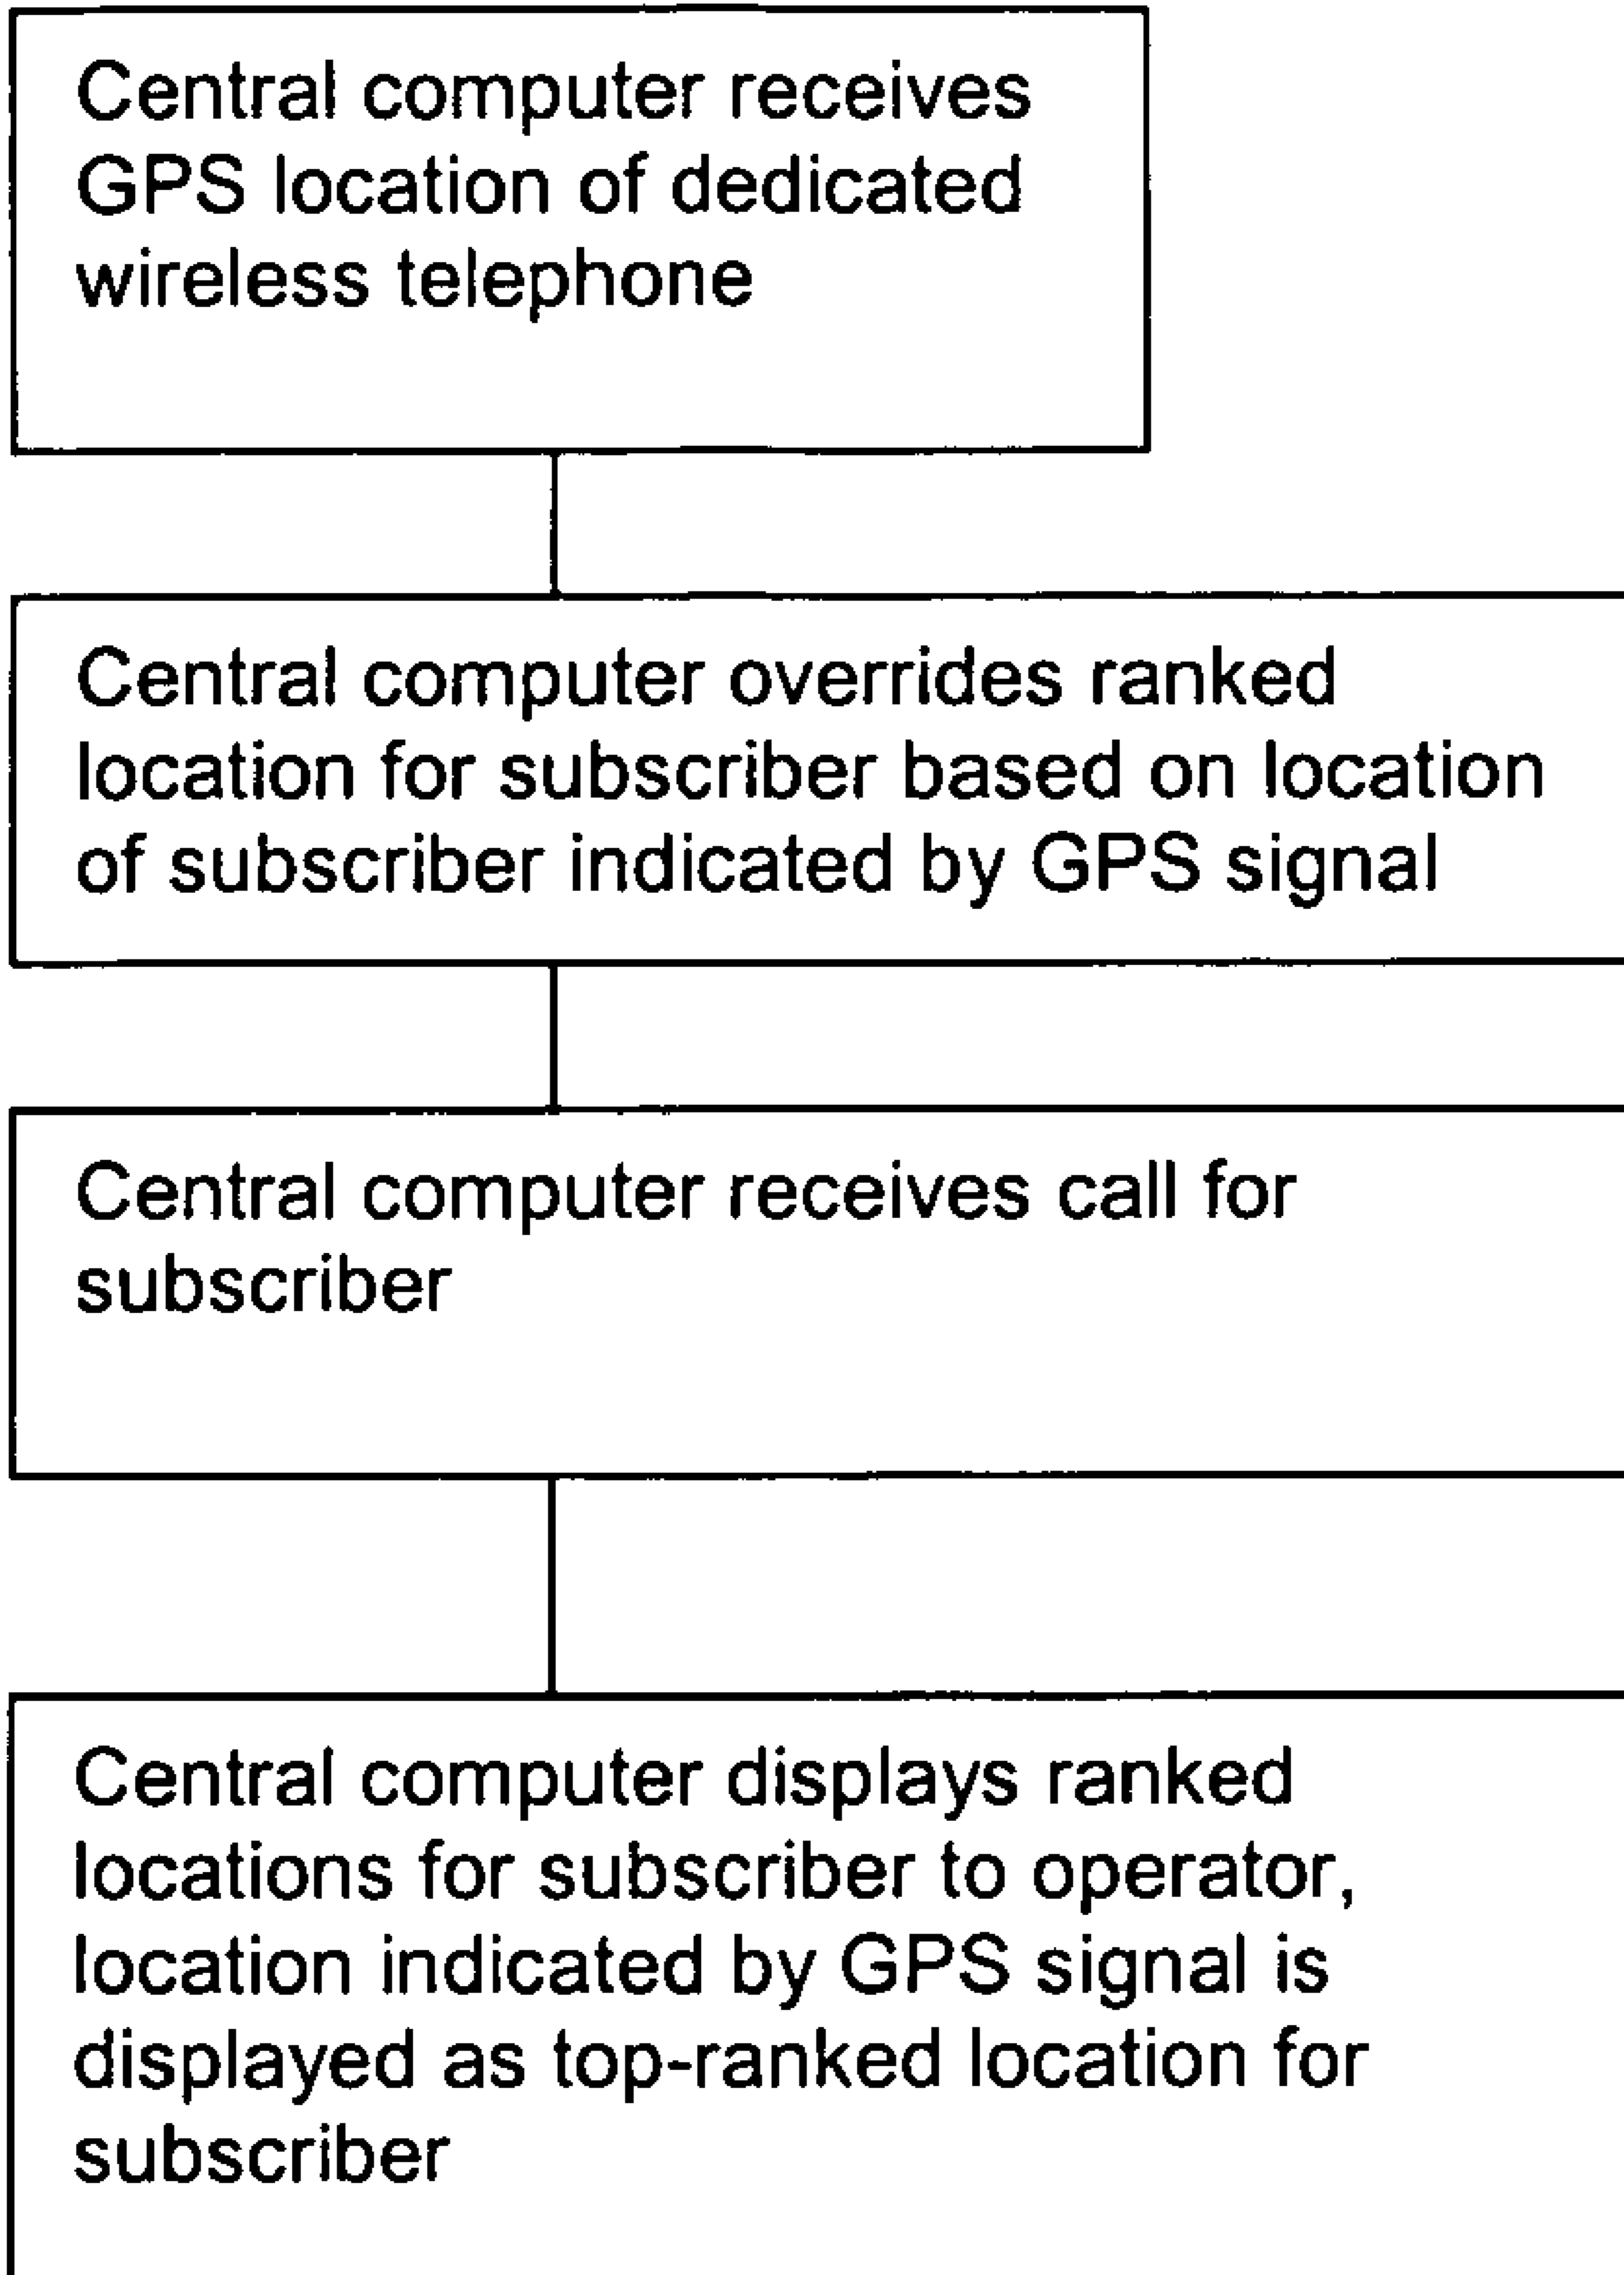 Central computer receives
GPS location of dedicated
wireless telephone
Central computer overrides ranked
location for subscriber based on location
of subscriber indicated by GPS signal
Central computer receives call for
subscriber
Central computer displays ranked
locations for subscriber to operator,
location indicated by GPS signal is
displayed as top-ranked location for
subscriber